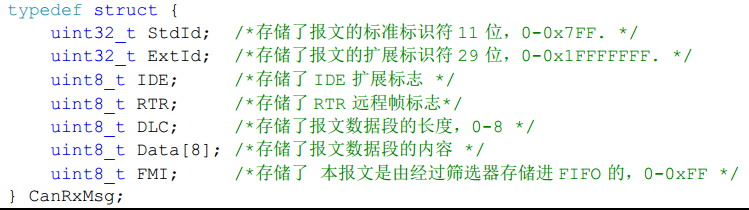 typedef struct {
uint32_t StdId; /*存储了报文的标准标识符 11 位，0-0x7FF. */
uint32_t ExtId; /*存储了报文的扩展标识符 29 位，0-0x1FFFFFFF. */
uint8_t IDE; /*存储了 IDE 扩展标志 */
uint8_t RTR; /*存储了 RTR 远程帧标志*/
uint8_t DLC; /*存储了报文数据段的长度，0-8 */
uint8_t Data[8]; /*存储了报文数据段的内容 */
uint8_t FMI; /*存储了 本报文是由经过筛选器存储进 FIFO 的，0-0xFF */
} CanRxMsg;